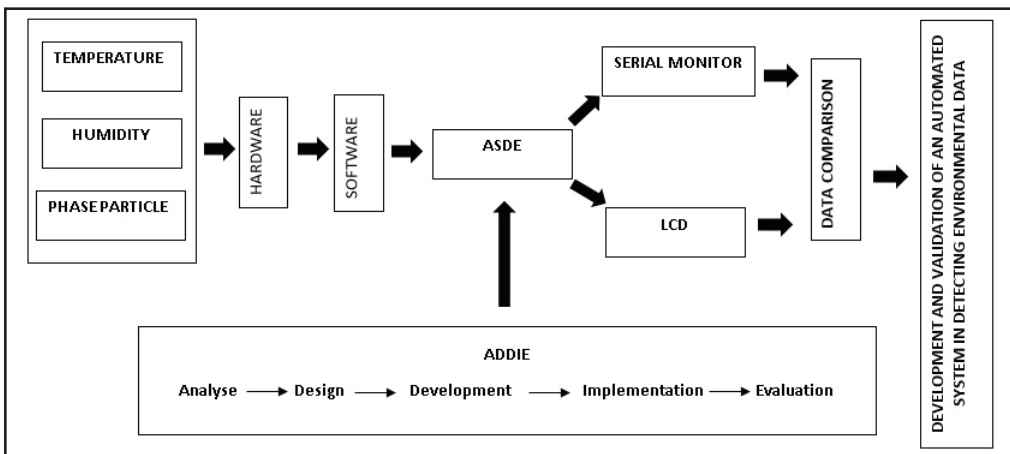 TEMPERATURE
HUMIDITY
PHASE PARTICLE
HARDWARE
SOFTWARE
ASDE
SERIAL MONITOR
LCD
DATA COMPARISON
DEVELOPMENT AND VALIDATION OF AN AUTOMATED
SYSTEM IN DETECTING ENVIRONMENTAL DATA
ADDIE
Analyse Design Development Implementation Evaluation